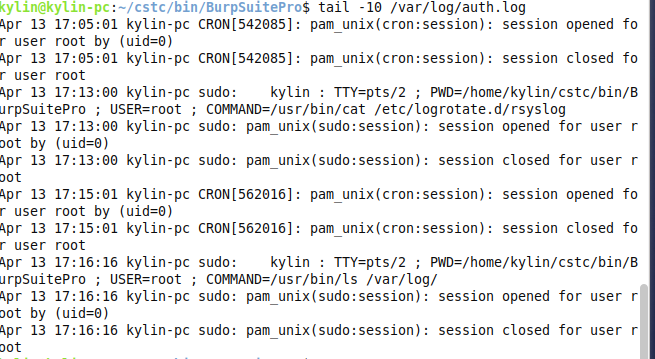 kylin@kylin-pc:~/cstc/bin/BurpSuitePro$ tail -10 /var/log/auth.log
Apr 13 17:05:01 kylin-pc CRON[542085]: pam_unix(cron:session): session opened fo
r user root by (uid=0)
Apr 13 17:05:01 kylin-pc CRON[542085]: pam_unix(cron:session): session closed fo
r user root
Apr 13 17:13:00 kylin-pc sudo:    kylin : TTY=pts/2 ; PWD=/home/kylin/cstc/bin/B
urpSuitePro ; USER=root ; COMMAND=/usr/bin/cat /etc/logrotate.d/rsyslog
Apr 13 17:13:00 kylin-pc sudo: pam_unix(sudo:session): session opened for user r
oot by (uid=0)
Apr 13 17:13:00 kylin-pc sudo: pam_unix(sudo:session): session closed for user r
oot
Apr 13 17:15:01 kylin-pc CRON[562016]: pam_unix(cron:session): session opened fo
r user root by (uid=0)
Apr 13 17:15:01 kylin-pc CRON[562016]: pam_unix(cron:session): session closed fo
r user root
Apr 13 17:16:16 kylin-pc sudo:    kylin : TTY=pts/2 ; PWD=/home/kylin/cstc/bin/B
urpSuitePro ; USER=root ; COMMAND=/usr/bin/ls /var/log/
Apr 13 17:16:16 kylin-pc sudo: pam_unix(sudo:session): session opened for user r
oot by (uid=0)
Apr 13 17:16:16 kylin-pc sudo: pam_unix(sudo:session): session closed for user r
oot